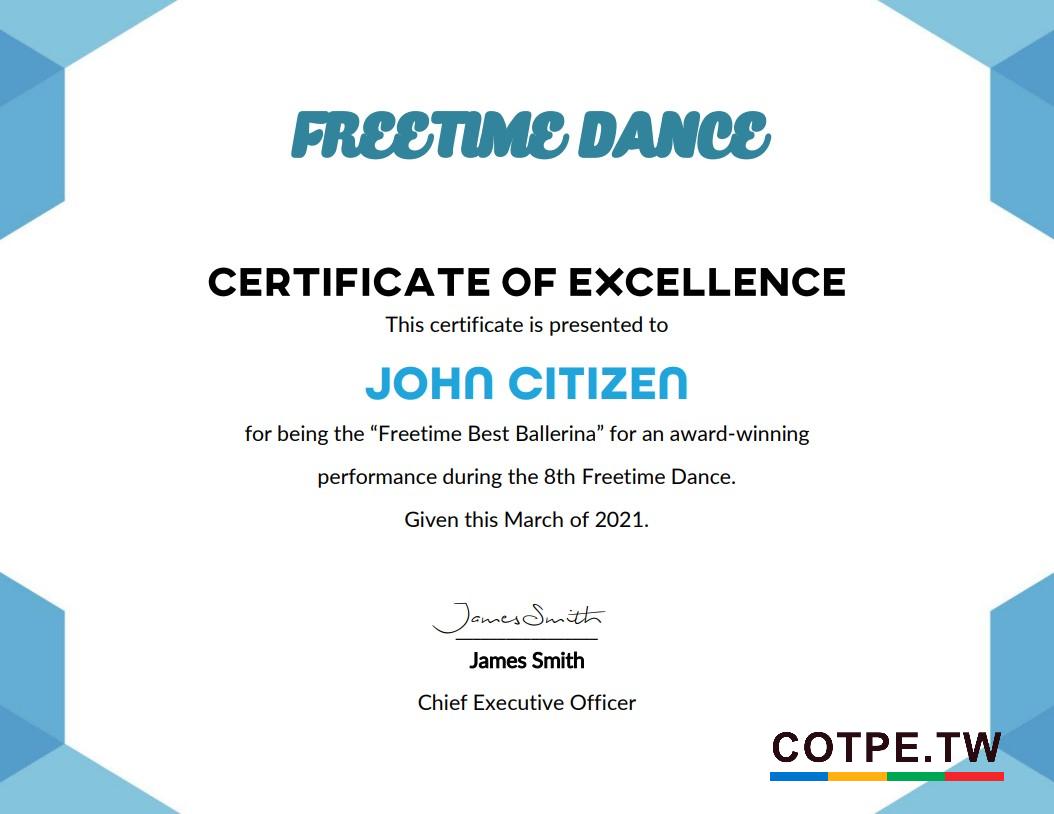 FREETIME DANCE
CERTIFICATE OF EXCELLENCE
This certificate is presented to
JOHN CITIZEN
for being the “Freetime Best Ballerina” for an award-winning
performance during the 8th Freetime Dance.
Given this March of 2021.
James Smith
James Smith
Chief Executive Officer
COTPE.TW